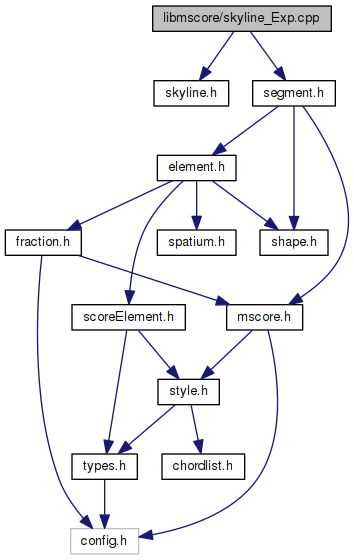 libmscore/skyline_Exp.cpp
skyline.h
segment.h
element.h
fraction.h
spatium.h
shape.h
scoreElement.h
mscore.h
style.h
types.h
chordlist.h
config.h